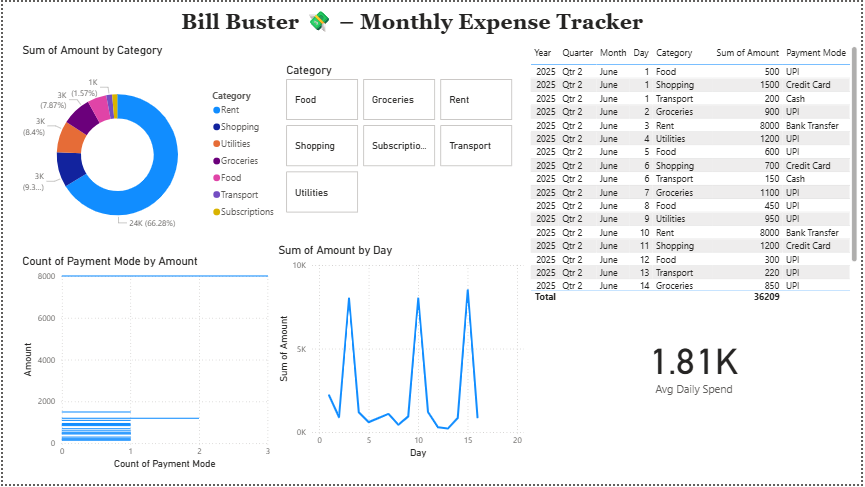 Bill Buster 💸 – Monthly Expense Tracker
Sum of Amount by Category
1K
(1.57%)
3K
(7.87%)
3K
(8.4%)
3K
(9.3...)
24K (66.28%)
Category
Rent
Shopping
Utilities
Groceries
Food
Transport
Subscriptions
Category
Food
Groceries
Rent
Shopping
Subscriptio...
Transport
Utilities
Year Quarter Month Day Category Sum of Amount Payment Mode
2025 Qtr 2 June 1 Food 500 UPI
2025 Qtr 2 June 1 Shopping 1500 Credit Card
2025 Qtr 2 June 1 Transport 200 Cash
2025 Qtr 2 June 2 Groceries 900 UPI
2025 Qtr 2 June 3 Rent 8000 Bank Transfer
2025 Qtr 2 June 4 Utilities 1200 UPI
2025 Qtr 2 June 5 Food 600 UPI
2025 Qtr 2 June 6 Shopping 700 Credit Card
2025 Qtr 2 June 6 Transport 150 Cash
2025 Qtr 2 June 7 Groceries 1100 UPI
2025 Qtr 2 June 8 Food 450 UPI
2025 Qtr 2 June 9 Utilities 950 UPI
2025 Qtr 2 June 10 Rent 8000 Bank Transfer
2025 Qtr 2 June 11 Shopping 1200 Credit Card
2025 Qtr 2 June 12 Food 300 UPI
2025 Qtr 2 June 13 Transport 220 UPI
2025 Qtr 2 June 14 Groceries 850 UPI
Total 36209
Count of Payment Mode by Amount
Amount
8000
6000
4000
2000
0
0 1 2 3
Count of Payment Mode
Sum of Amount by Day
Sum of Amount
10K
5K
0K
0 5 10 15 20
Day
1.81K
Avg Daily Spend